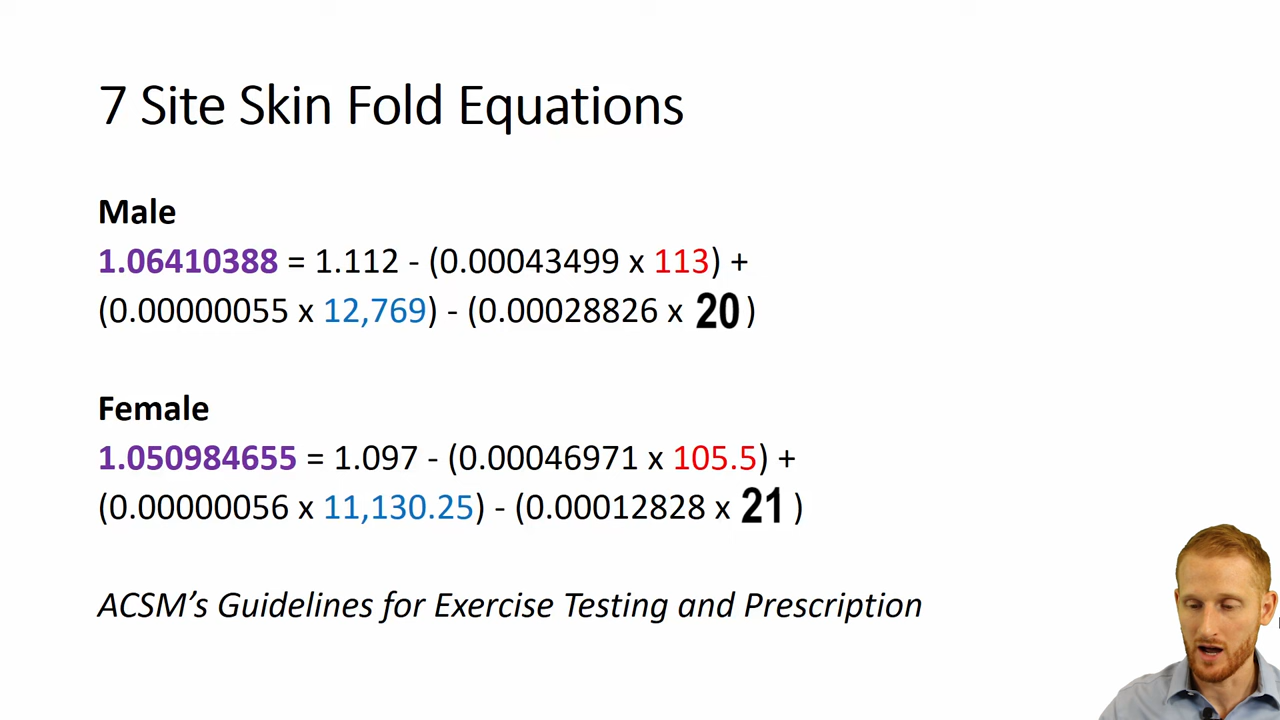 7 Site Skin Fold Equations
Male
1.06410388 = 1.112 - (0.00043499 x 113) +
(0.00000055 x 12,769) - (0.00028826 x 20 )
Female
1.050984655 = 1.097 - (0.00046971 x 105.5) +
(0.00000056 x 11,130.25) - (0.00012828 x 21 )
ACSM’s Guidelines for Exercise Testing and Prescription